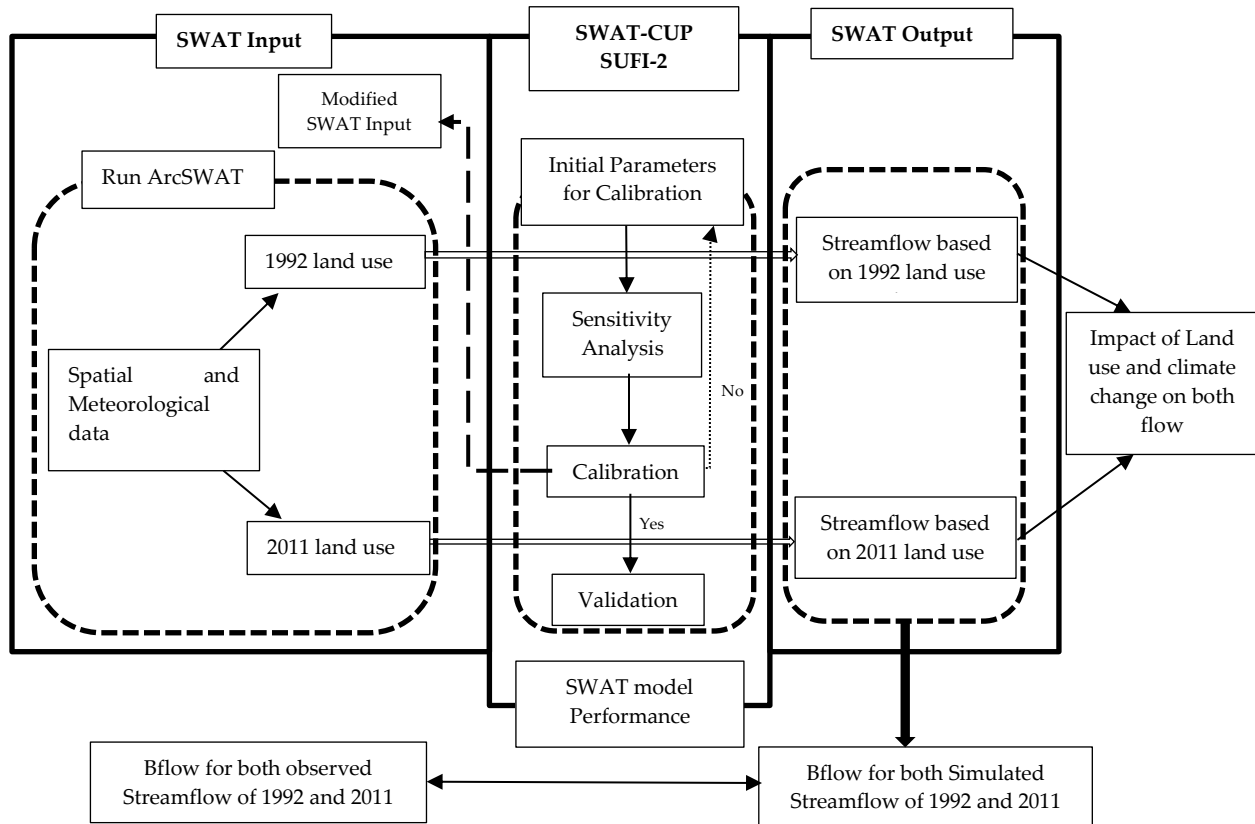 SWAT Input
SWAT-CUP
SUFI-2
SWAT Output
Modified
SWAT Input
Run ArcSWAT
Initial Parameters
for Calibration
1992 land use
Streamflow based
on 1992 land use
Sensitivity
Analysis
Spatial and
Meteorological
data
No
Impact of Land
use and climate
change on both
flow
Calibration
Yes
2011 land use
Streamflow based
on 2011 land use
Validation
SWAT model
Performance
Bflow for both observed
Streamflow of 1992 and 2011
Bflow for both Simulated
Streamflow of 1992 and 2011